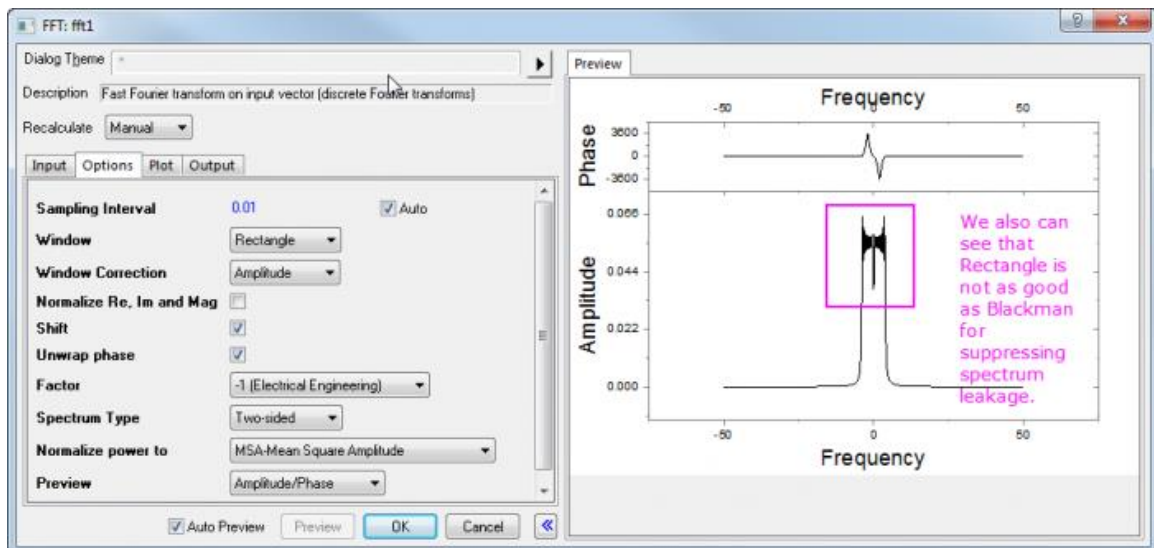 FFT: fft1
Dialog Theme *
Description Fast Fourier transform on input vector (discrete Fourier transforms)
Recalculate Manual
Input Options Plot Output
Sampling Interval 0.01 Auto
Window Rectangle
Window Correction Amplitude
Normalize Re, Im and Mag
Shift
Unwrap phase
Factor -1 (Electrical Engineering)
Spectrum Type Two-sided
Normalize power to MSA-Mean Square Amplitude
Preview Amplitude/Phase
Auto Preview Preview OK Cancel
Preview
Frequency
-50 0 50
Phase
3600
0
-3600
Amplitude
0.066
0.044
0.022
0.000
We also can
see that
Rectangle is
not as good
as Blackman
for
suppressing
spectrum
leakage.
-50 0 50
Frequency